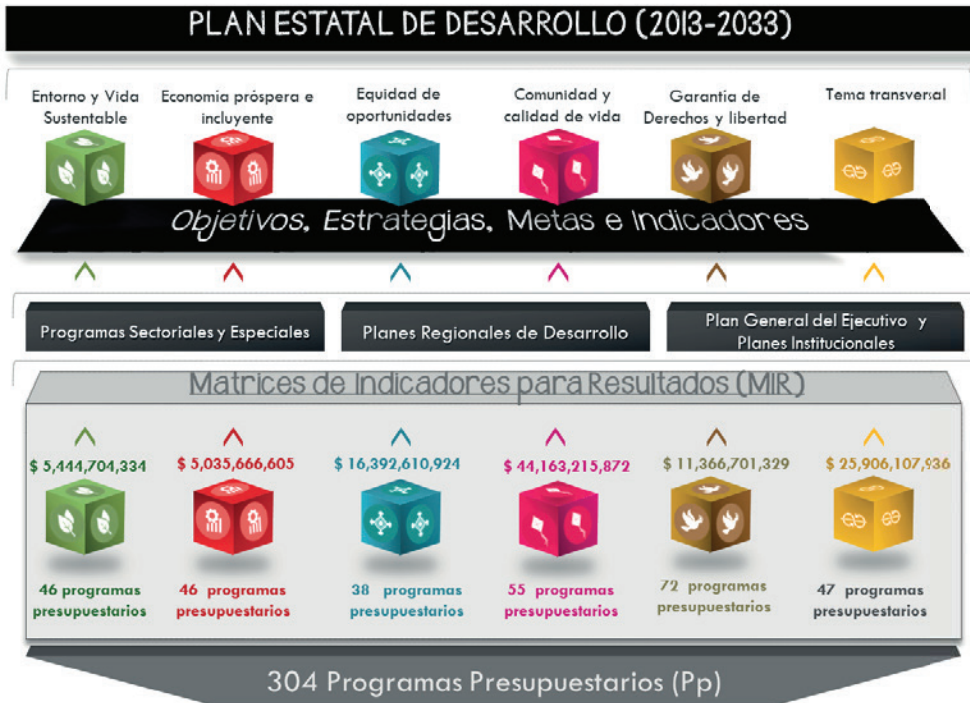 PLAN ESTATAL DE DESARROLLO (2013-2033)
Entorno y Vida
Sustentable
Economía próspera e
incluyente
Equidad de
oportunidades
Comunidad y
calidad de vida
Garantía de
Derechos y libertad
Tema transversal
Objetivos, Estrategias, Metas e Indicadores
Programas Sectoriales y Especiales
Planes Regionales de Desarrollo
Plan General del Ejecutivo y
Planes Institucionales
Matrices de Indicadores para Resultados (MIR)
$ 5,444,704,334
$ 5,035,666,605
$ 16,392,610,924
$ 44,163,215,872
$ 11,366,701,329
$ 25,906,107,936
46 programas
presupuestarios
46 programas
presupuestarios
38 programas
presupuestarios
55 programas
presupuestarios
72 programas
presupuestarios
47 programas
presupuestarios
304 Programas Presupuestarios (Pp)